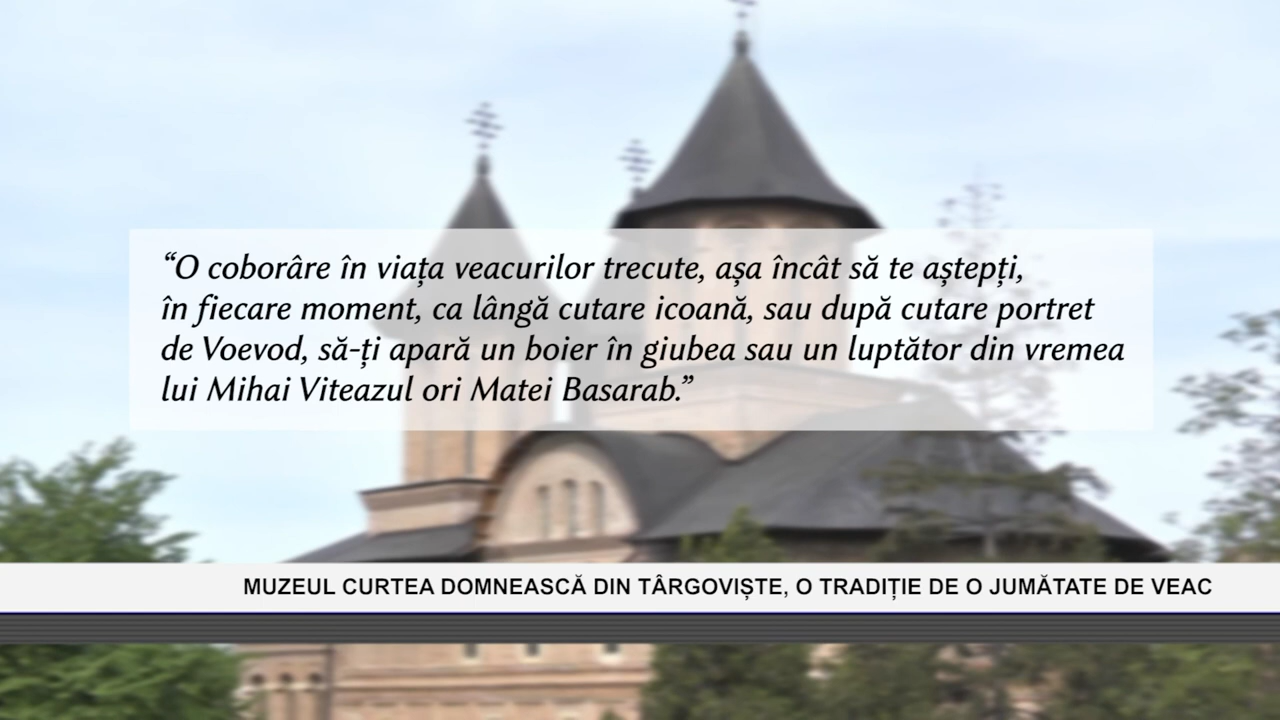 “O coborâre în viața veacurilor trecute, așa încât să te aștepți,
în fiecare moment, ca lângă cutare icoană, sau după cutare portret
de Voevod, să-ți apară un boier în giubea sau un luptător din vremea
lui Mihai Viteazul ori Matei Basarab.”
MUZEUL CURTEA DOMNEASCĂ DIN TÂRGOVIȘTE, O TRADIȚIE DE O JUMĂTATE DE VEAC